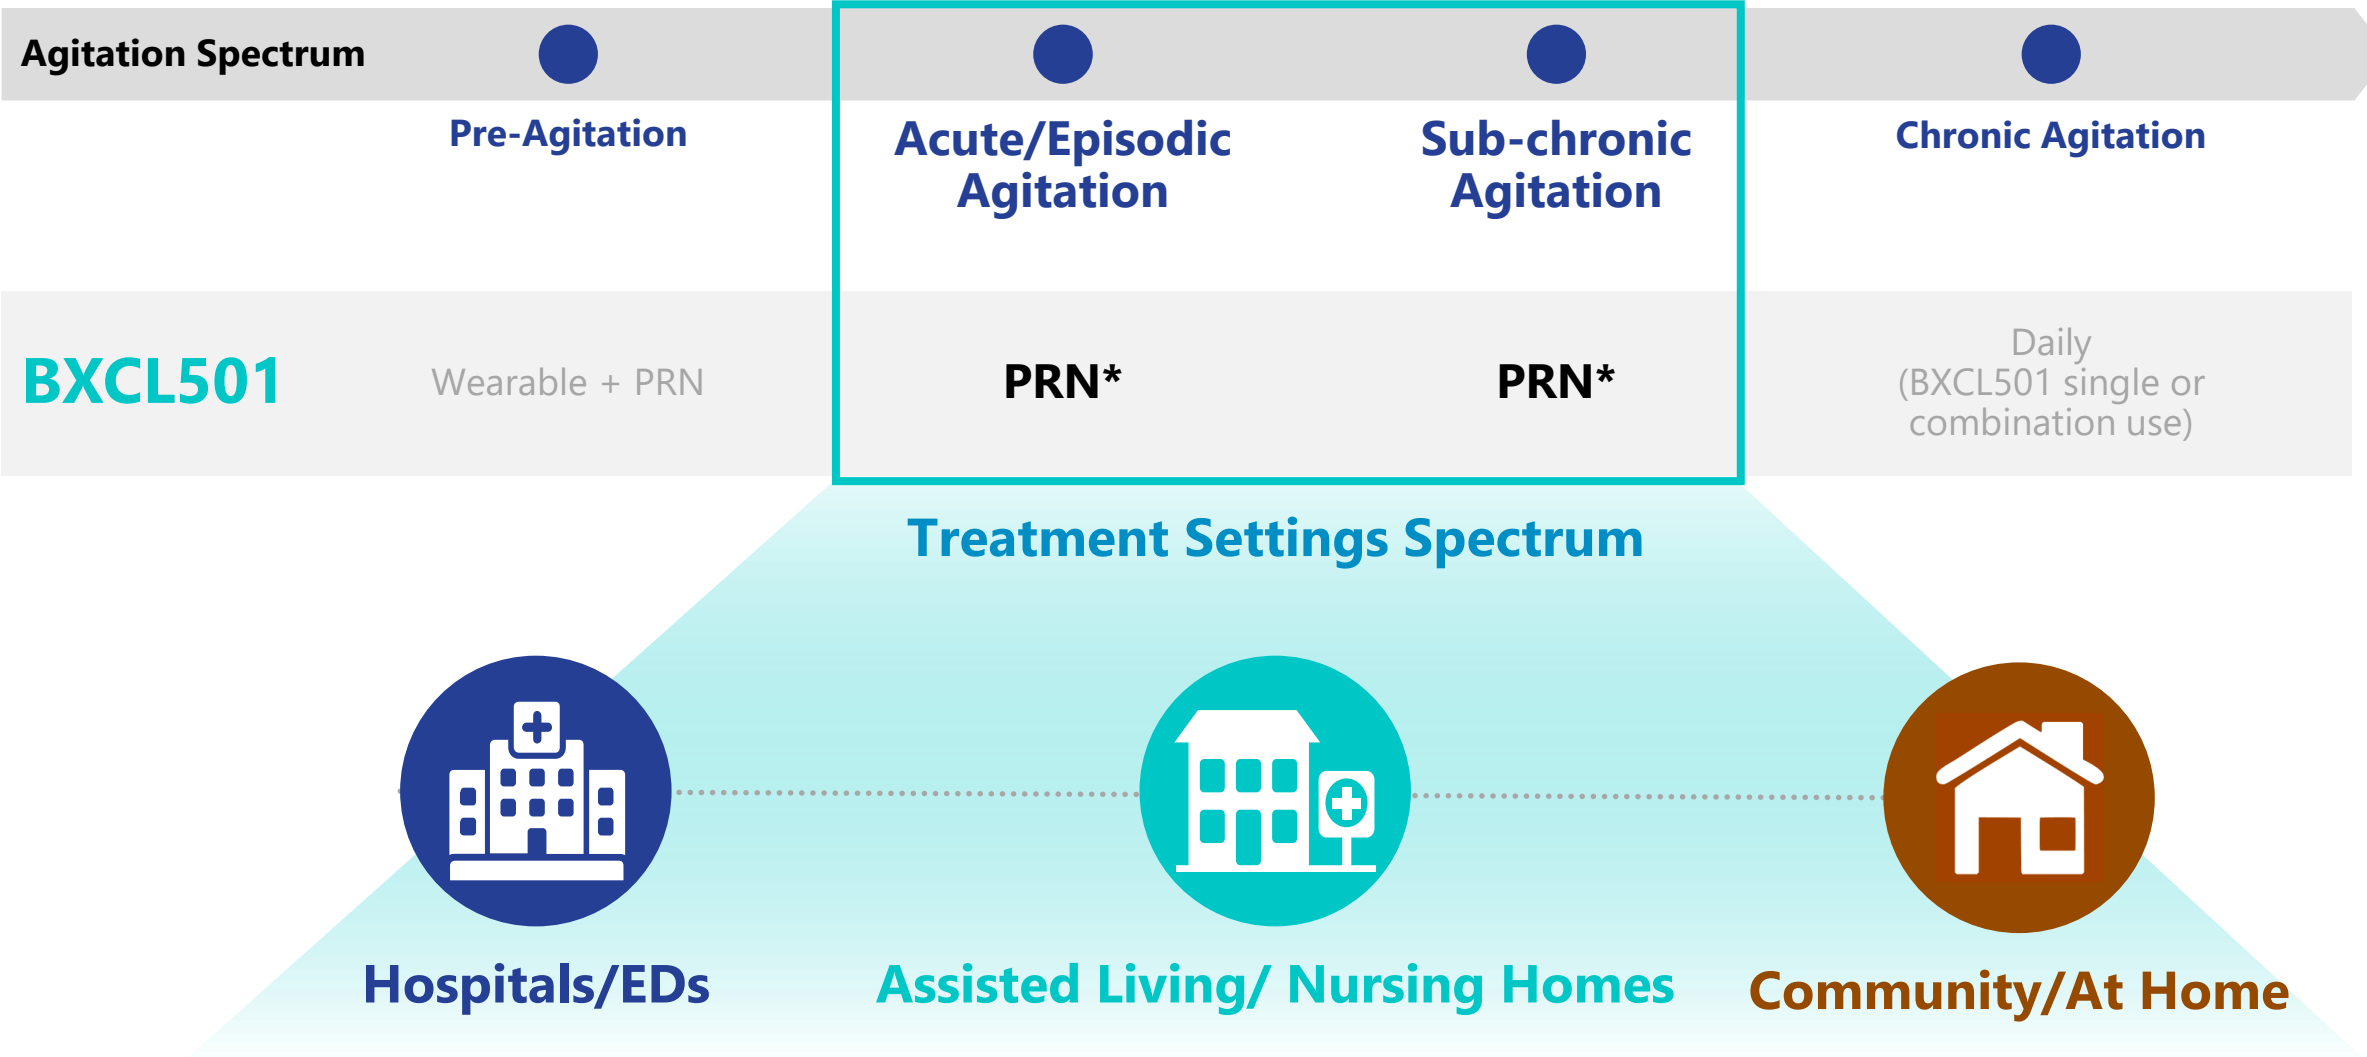 Agitation Spectrum
Pre-Agitation
Acute/Episodic
Agitation
Sub-chronic
Agitation
Chronic Agitation
BXCL501
Wearable + PRN
PRN*
PRN*
Daily
(BXCL501 single or
combination use)
Treatment Settings Spectrum
Hospitals/EDs
Assisted Living/ Nursing Homes
Community/At Home